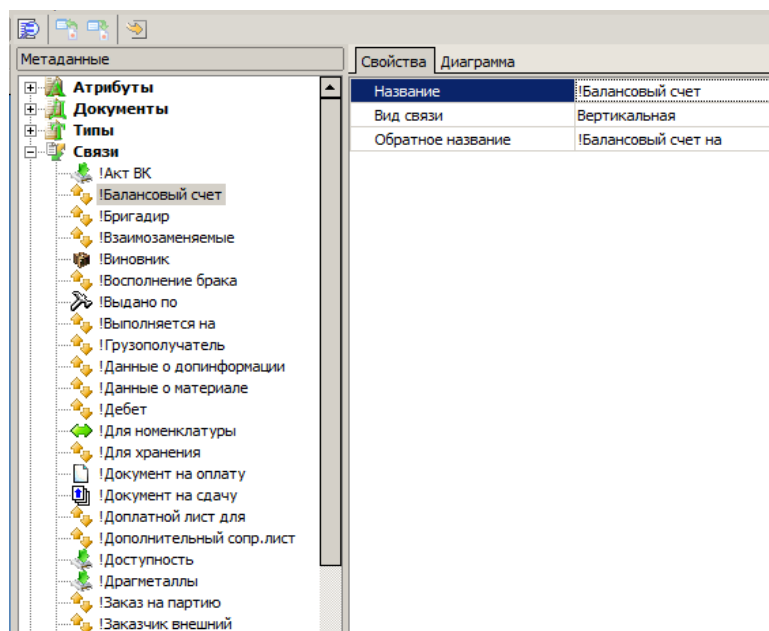 Метаданные
Атрибуты
Документы
Типы
Связи
!Акт ВК
!Балансовый счет
!Бригадир
!Взаимозаменяемые
!Виновник
!Восполнение брака
!Выдано по
!Выполняется на
!Грузополучатель
!Данные о допинформации
!Данные о материале
!Дебет
!Для номенклатуры
!Для хранения
!Документ на оплату
!Документ на сдачу
!Доплатной лист для
!Дополнительный сопр.лист
!Доступность
!Драгметаллы
!Заказ на партию
!Заказчик внешний
Свойства Диаграмма
Название !Балансовый счет
Вид связи Вертикальная
Обратное название !Балансовый счет на